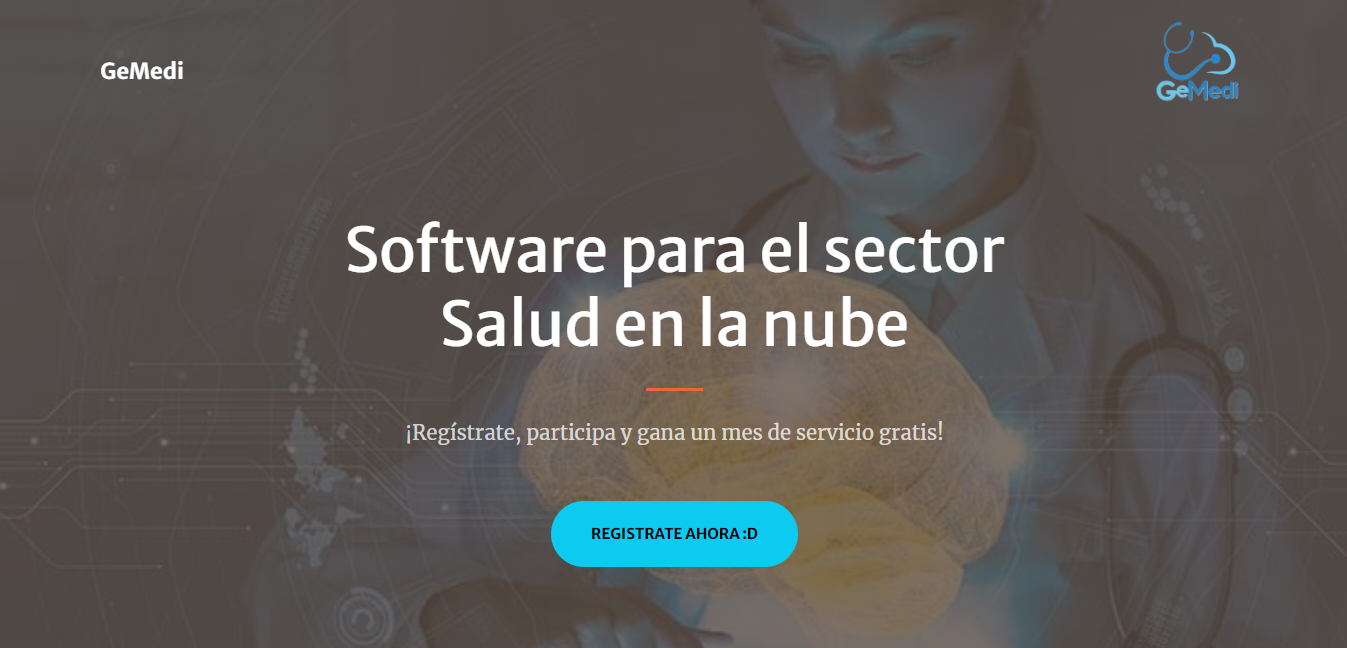 GeMedi
GeMedi
Software para el sector
Salud en la nube
¡Regístrate, participa y gana un mes de servicio gratis!
REGISTRATE AHORA :D